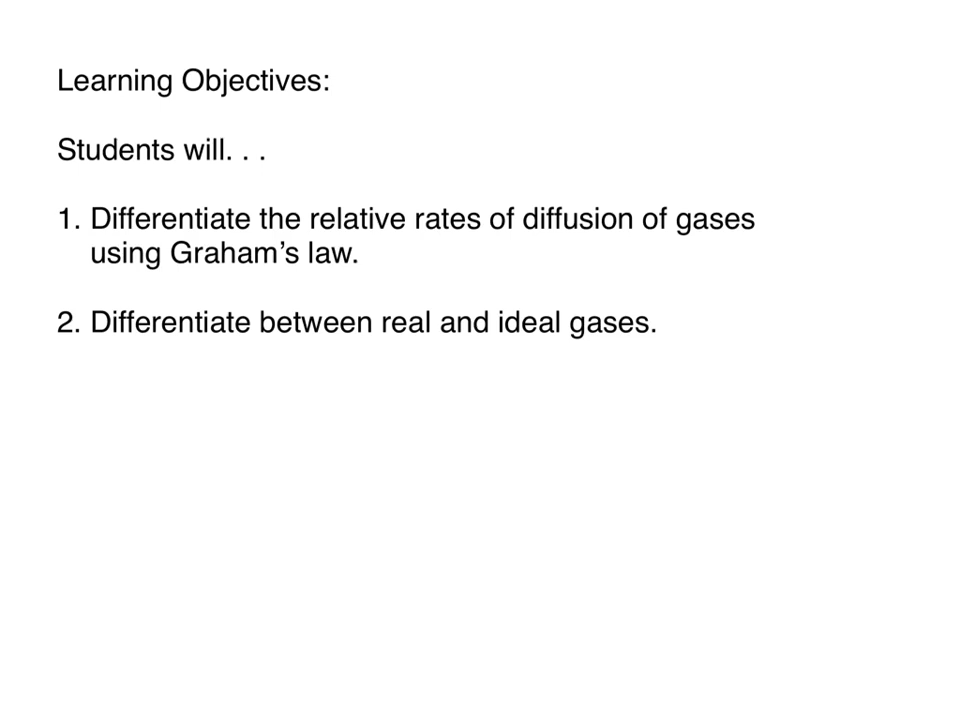 Learning Objectives:
Students will. . .
1. Differentiate the relative rates of diffusion of gases
using Graham’s law.
2. Differentiate between real and ideal gases.